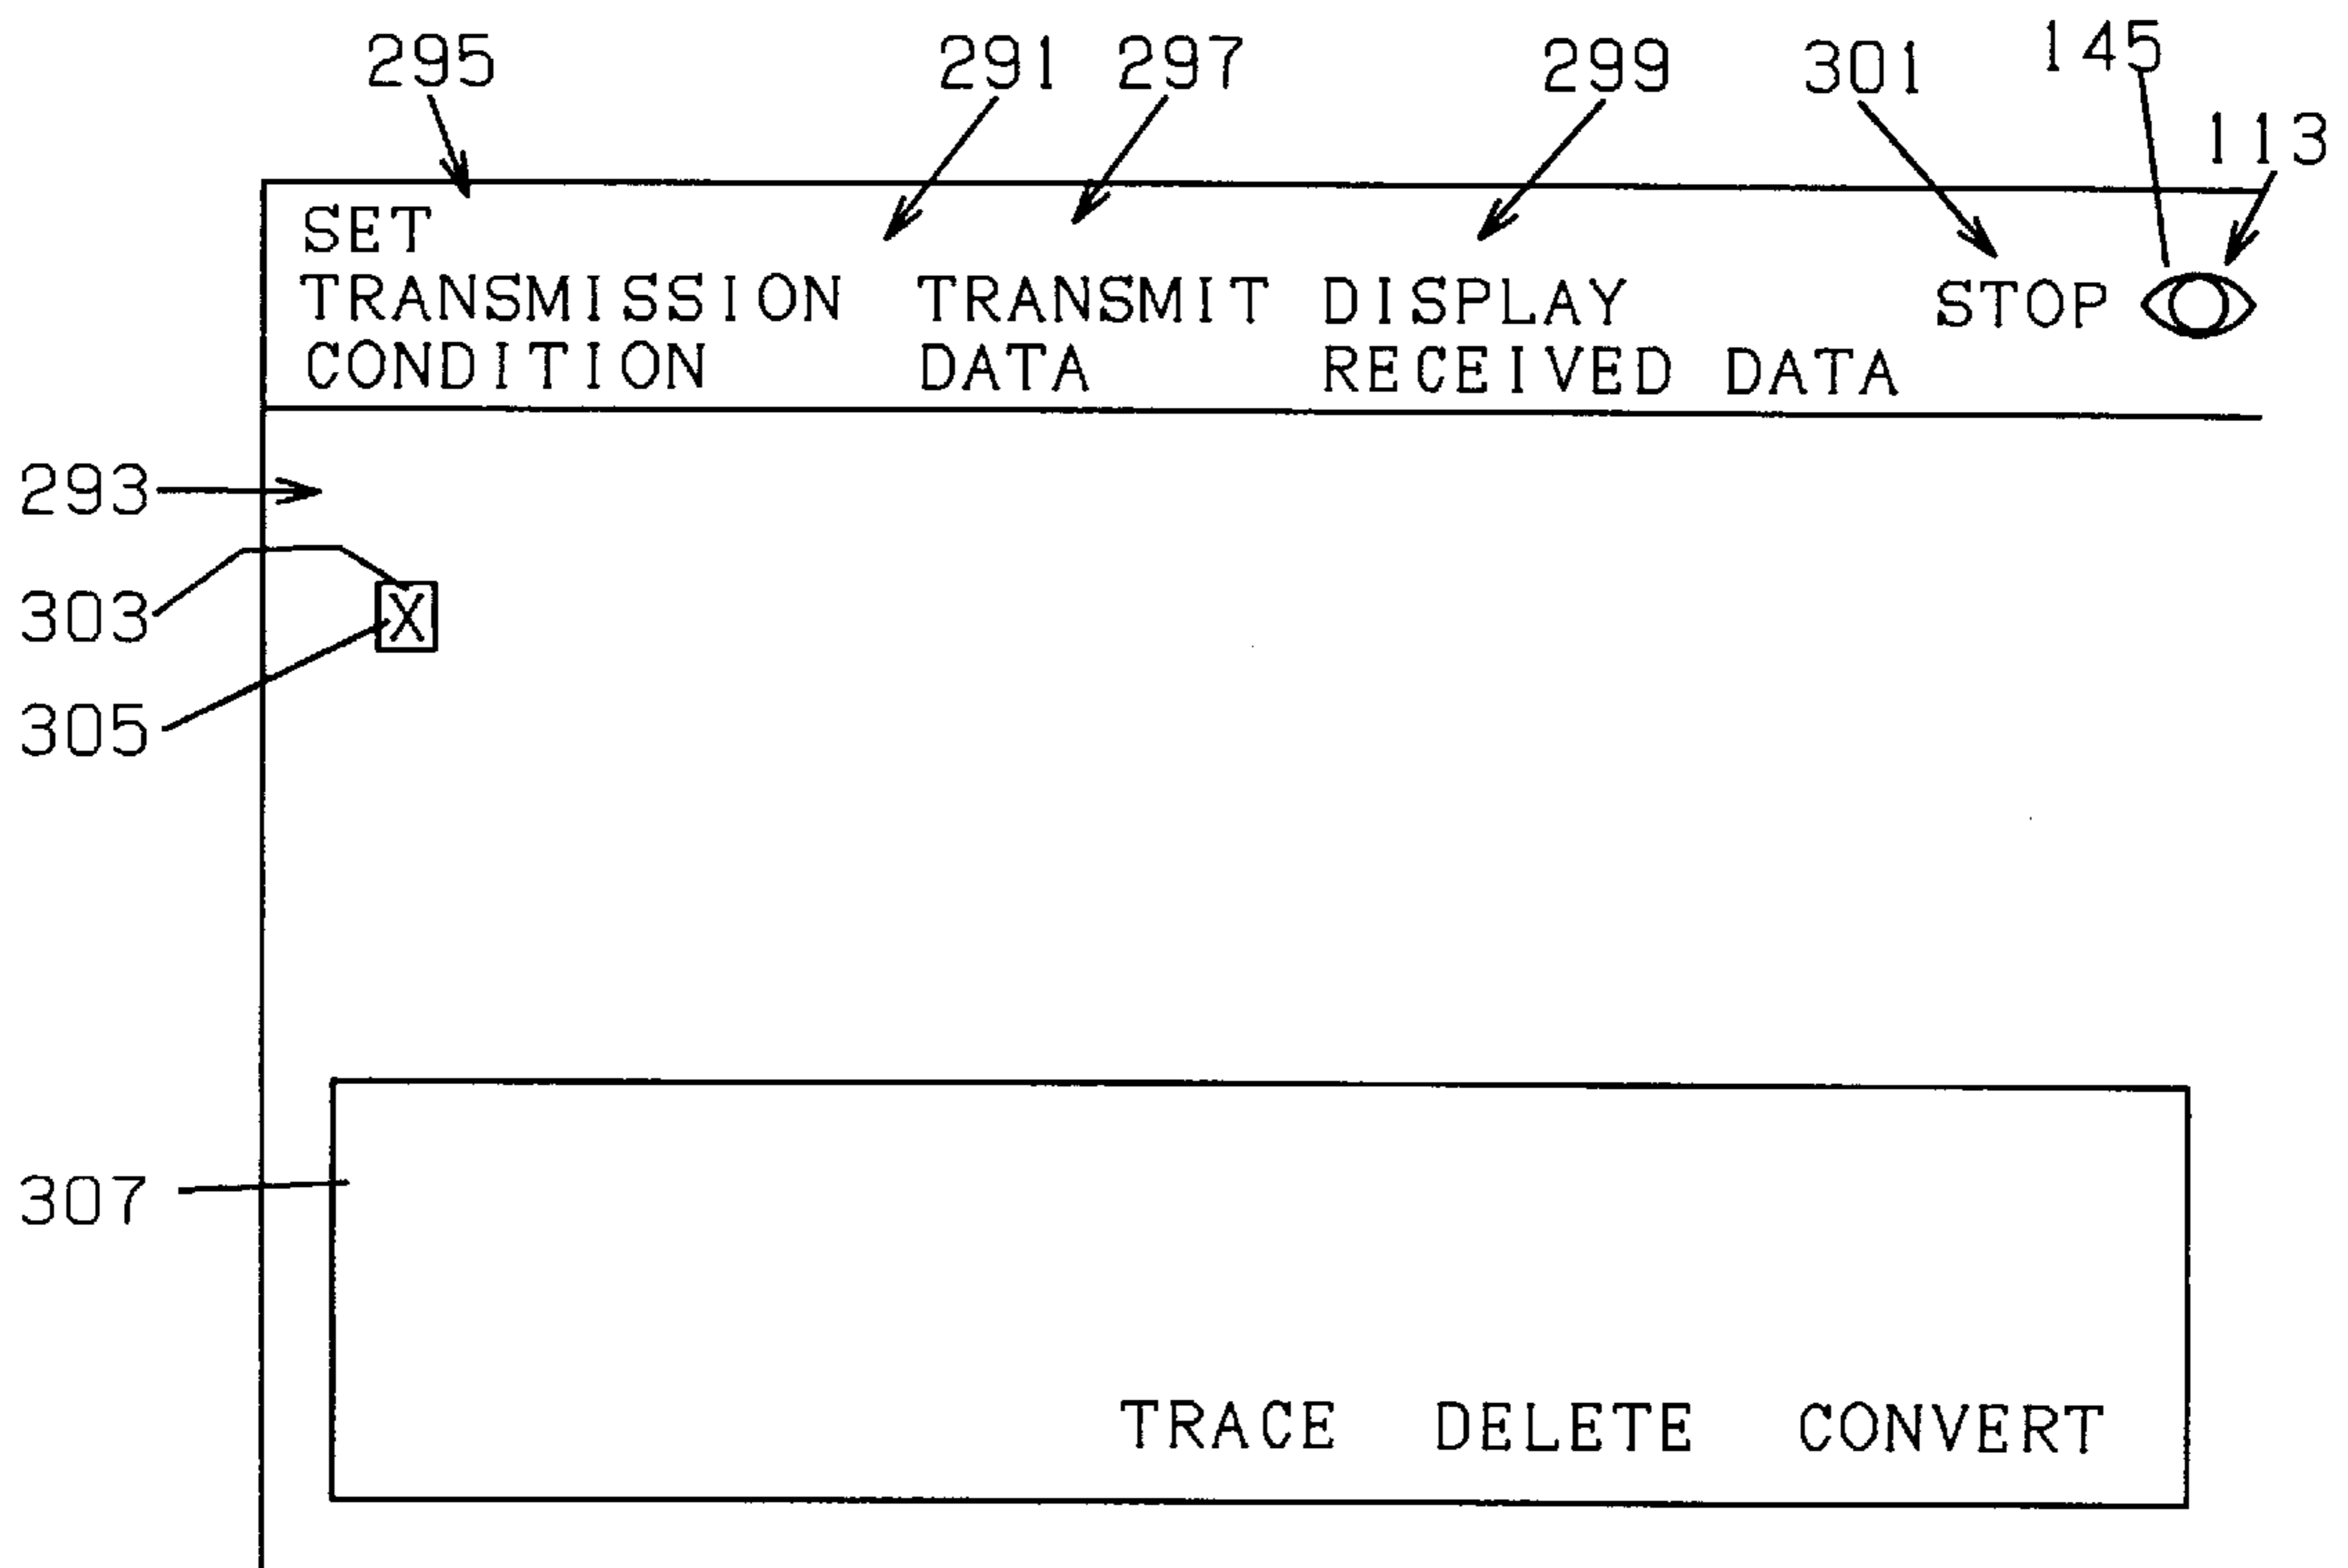 295 291 297 299 301 145
113
SET
TRANSMISSION TRANSMIT DISPLAY STOP
CONDITION DATA RECEIVED DATA
293
303
X
305
307
TRACE DELETE CONVERT